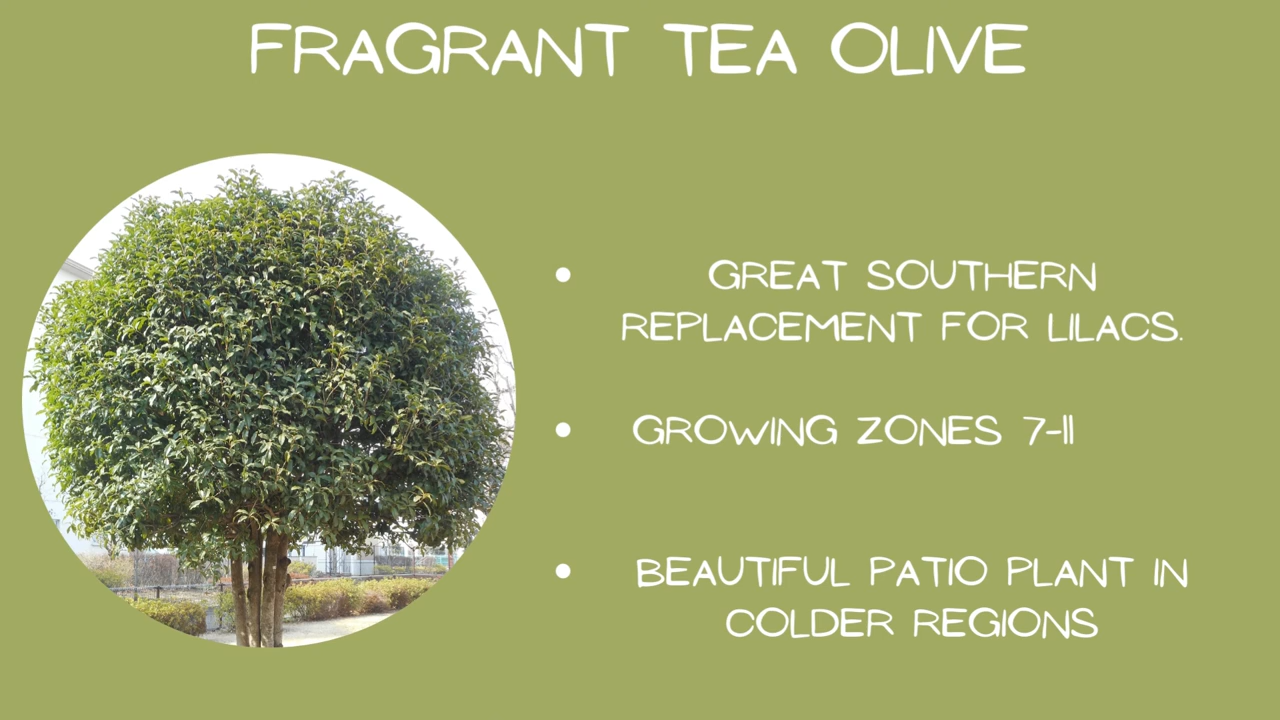 FRAGRANT TEA OLIVE
• GREAT SOUTHERN
REPLACEMENT FOR LILACS.
• GROWING ZONES 7-11
• BEAUTIFUL PATIO PLANT IN
COLDER REGIONS